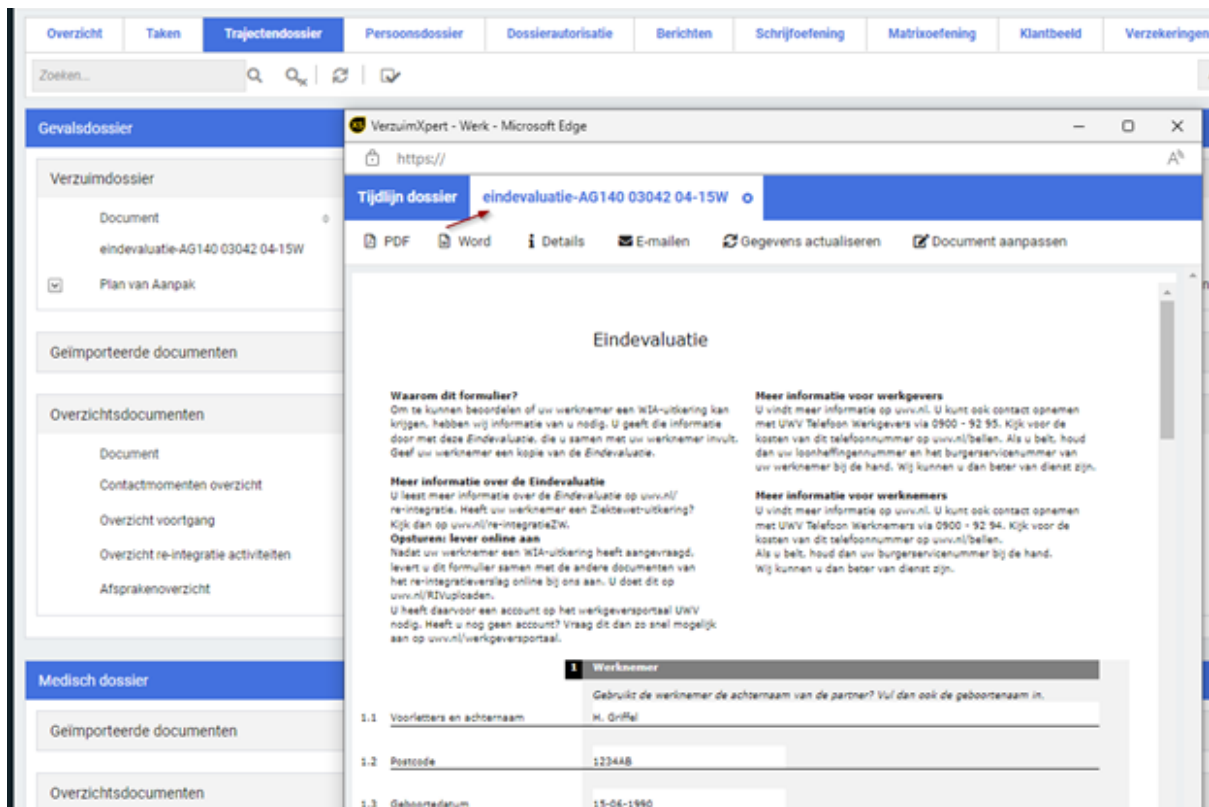 Overzicht Taken Trajectendossier Persoonsdossier Dossierautorisatie Berichten Schrijfoefening Matrixoefening Klantbeeld Verzekeringen
Zoeken...
Gevalsdossier
Verzuimdossier
Document
eindevaluatie-AG140 03042 04-15W
Plan van Aanpak
Geïmporteerde documenten
Overzichtsdocumenten
Document
Contactmomenten overzicht
Overzicht voortgang
Overzicht re-integratie activiteiten
Afsprakenoverzicht
Medisch dossier
Geïmporteerde documenten
Overzichtsdocumenten
VerzuimXpert - Werk - Microsoft Edge
https://
Tijdlijn dossier eindevaluatie-AG140 03042 04-15W
PDF Word Details E-mailen Gegevens actualiseren Document aanpassen
Eindevaluatie
Waarom dit formulier?
Om te kunnen beoordelen of uw werknemer een WIA-uitkering kan
krijgen, hebben wij informatie van u nodig. U geeft die informatie
door met deze Eindevaluatie, die u samen met uw werknemer invult.
Geef uw werknemer een kopie van de Eindevaluatie.
Meer informatie over de Eindevaluatie
U leest meer informatie over de Eindevaluatie op uwv.nl/
re-integratie. Heeft uw werknemer een Ziektewet-uitkering?
Kijk dan op uwv.nl/re-integratieZW.
Opsturen: lever online aan
Nadat uw werknemer een WIA-uitkering heeft aangevraagd,
levert u dit formulier samen met de andere documenten van
het re-integratieverslag online bij ons aan. U doet dit op
uwv.nl/RIVuploaden.
U heeft daarvoor een account op het werkgeversportaal UWV
nodig. Heeft u nog geen account? Vraag dit dan zo snel mogelijk
aan op uwv.nl/werkgeversportaal.
Meer informatie voor werkgevers
U vindt meer informatie op uwv.nl. U kunt ook contact opnemen
met UWV Telefoon Werkgevers via 0900 - 92 95. Kijk voor de
kosten van dit telefoonnummer op uwv.nl/bellen. Als u belt, houd
dan uw loonheffingennummer en het burgerservicenummer van
uw werknemer bij de hand. Wij kunnen u dan beter van dienst zijn.
Meer informatie voor werknemers
U vindt meer informatie op uwv.nl. U kunt ook contact opnemen
met UWV Telefoon Werknemers via 0900 - 92 94. Kijk voor de
kosten van dit telefoonnummer op uwv.nl/bellen.
Als u belt, houd dan uw burgerservicenummer bij de hand.
Wij kunnen u dan beter van dienst zijn.
1 Werknemer
Gebruikt de werknemer de achternaam van de partner? Vul dan ook de geboortenaam in.
1.1 Voorletters en achternaam H. Griffel
1.2 Postcode 1234AB
1.3 Geboortedatum 15-06-1990